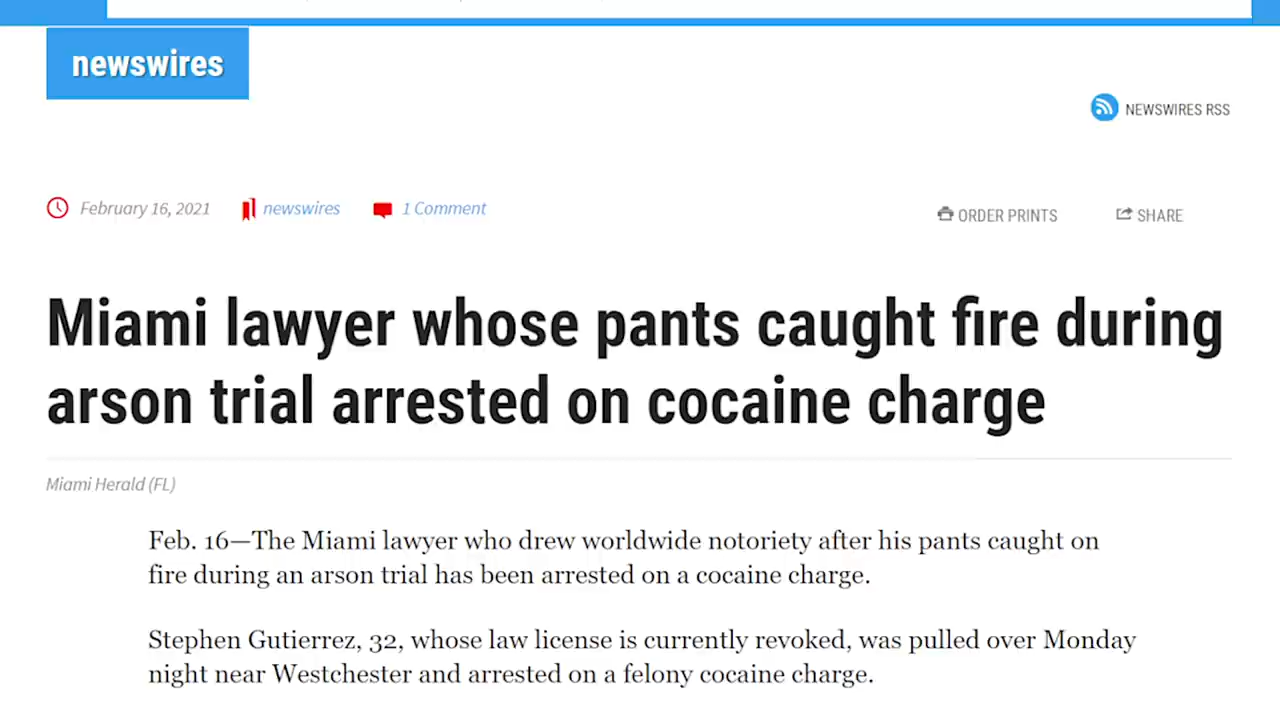 newswires
NEWSWIRES RSS
February 16, 2021 newswires 1 Comment
ORDER PRINTS SHARE
Miami lawyer whose pants caught fire during
arson trial arrested on cocaine charge
Miami Herald (FL)
Feb. 16—The Miami lawyer who drew worldwide notoriety after his pants caught on
fire during an arson trial has been arrested on a cocaine charge.
Stephen Gutierrez, 32, whose law license is currently revoked, was pulled over Monday
night near Westchester and arrested on a felony cocaine charge.